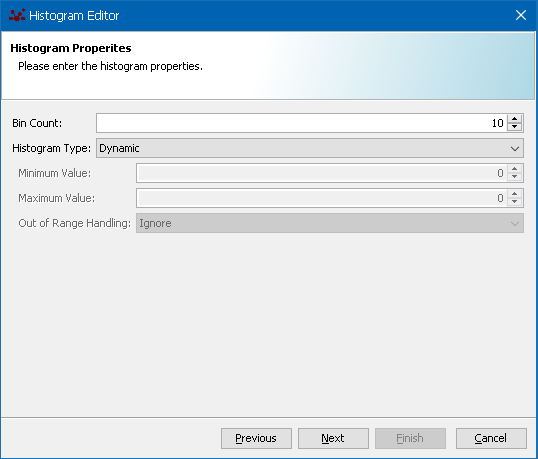 Histogram Editor
Histogram Properites
Please enter the histogram properties.
Bin Count: 10
Histogram Type: Dynamic
Minimum Value: 0
Maximum Value: 0
Out of Range Handling: Ignore
Previous Next Finish Cancel